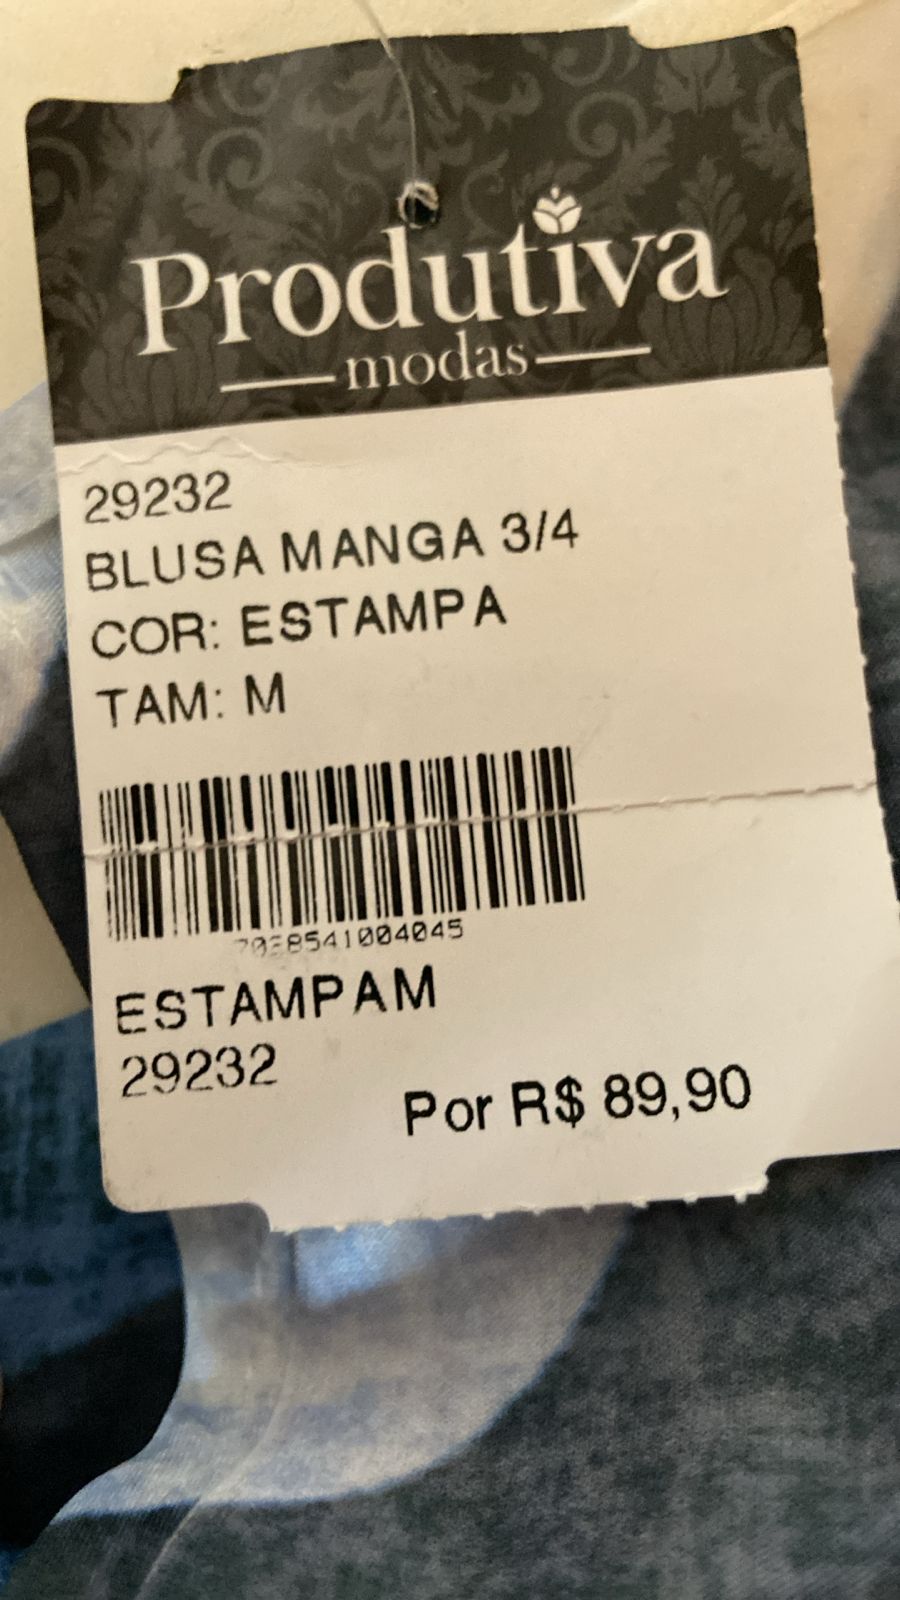 Produtiva
modas
29232
BLUSA MANGA 3/4
COR: ESTAMPA
TAM: M
ESTAMPAM
29232
Por R$ 89,90